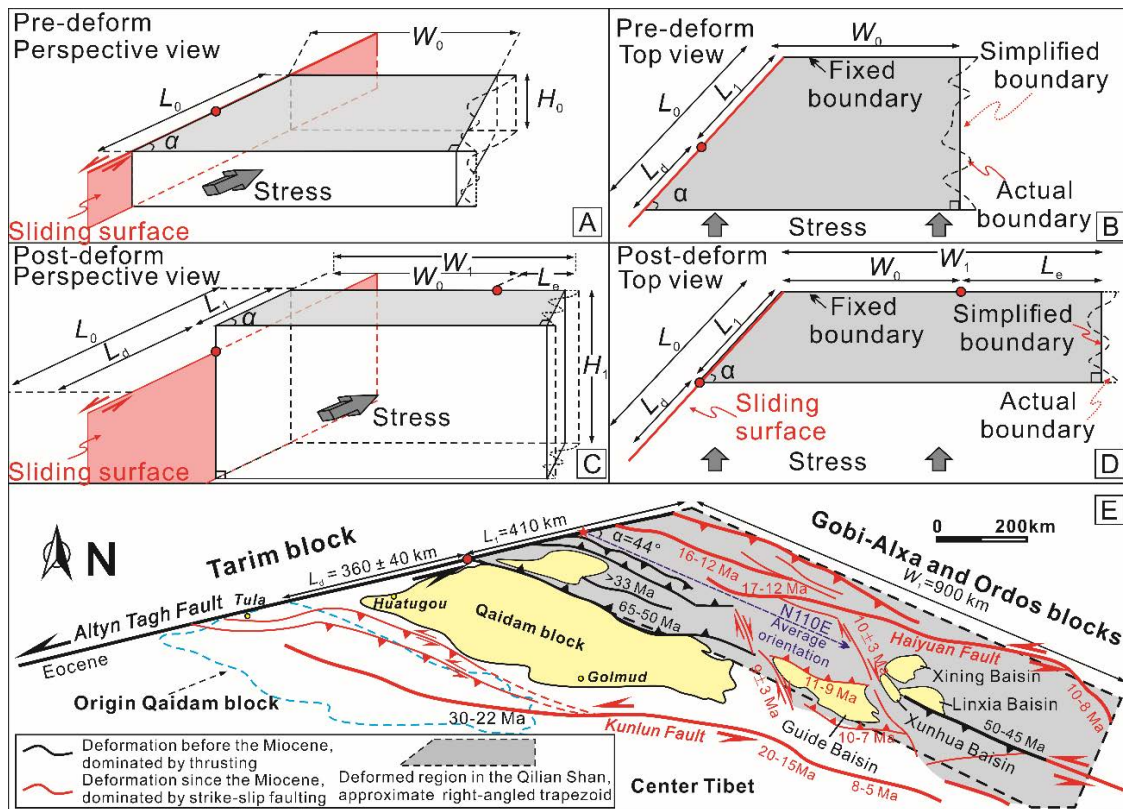 Pre-deform
Perspective view
W₀
L₀
H₀
α
Stress
Sliding surface
A
Pre-deform
Top view
W₀
Simplified
boundary
Fixed
boundary
L₀
L₁
Ld
α
Actual
boundary
Stress
B
Post-deform
Perspective view
W₁
W₀
Lₑ
L₁
L₀
Ld
α
H₁
Stress
Sliding surface
C
Post-deform
Top view
W₁
W₀
Lₑ
Fixed
boundary
Simplified
boundary
L₀
L₁
Ld
α
Sliding
surface
Actual
boundary
Stress
D
E
N
0 200km
Tarim block
Gobi-Alxa and Ordos blocks
L₁=410 km
Ld = 360 ± 40 km
α=44°
W₁=900 km
16-12 Ma
17-12 Ma
>33 Ma
65-50 Ma
N110E
Average
orientation
10±3 Ma
9±3 Ma
Haiyuan Fault
Tula
Huatugou
Altyn Tagh Fault
Eocene
Qaidam block
Golmud
Origin Qaidam block
30-22 Ma
Kunlun Fault
11-9 Ma
Xining Baisin
Linxia Baisin
10-8 Ma
50-45 Ma
Xunhua Baisin
Guide Baisin
10-7 Ma
20-15Ma
8-5 Ma
Center Tibet
Deformation before the Miocene,
dominated by thrusting
Deformation since the Miocene,
dominated by strike-slip faulting
Deformed region in the Qilian Shan,
approximate right-angled trapezoid